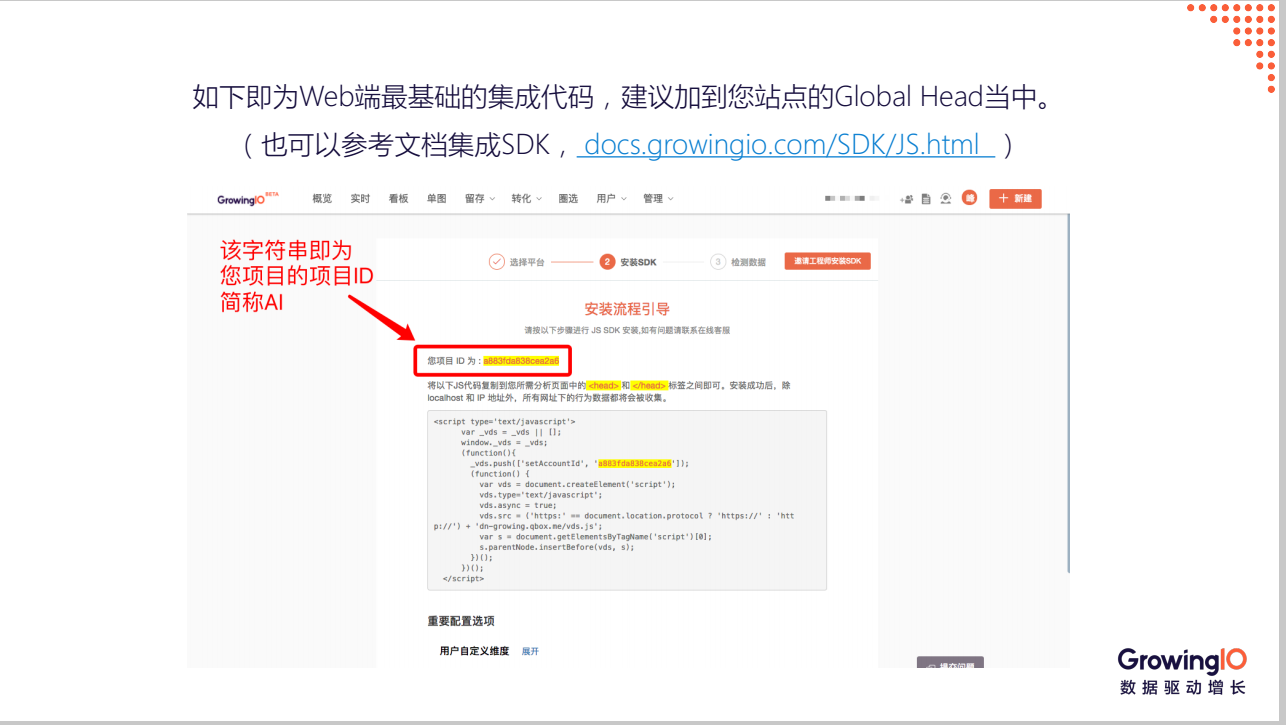 如下即为Web端最基础的集成代码，建议加到您站点的Global Head当中。
（也可以参考文档集成SDK， docs.growingio.com/SDK/JS.html ）
GrowingIO BETA 概览 实时 看板 单图 留存 转化 圈选 用户 管理 峰 + 新建
该字符串即为
您项目的项目ID
简称AI
选择平台 2 安装SDK 3 检测数据 邀请工程师安装SDK
安装流程引导
请按以下步骤进行 JS SDK 安装,如有问题请联系在线客服
您项目 ID 为：a883fda838cea2a6
将以下JS代码复制到您所需分析页面中的 <head> 和 </head> 标签之间即可。安装成功后，除
localhost 和 IP 地址外，所有网址下的行为数据都将会被收集。
<script type='text/javascript'>
var _vds = _vds || [];
window._vds = _vds;
(function(){
_vds.push(['setAccountId', 'a883fda838cea2a6']);
(function() {
var vds = document.createElement('script');
vds.type='text/javascript';
vds.async = true;
vds.src = ('https:' == document.location.protocol ? 'https://' : 'htt
p://') + 'dn-growing.qbox.me/vds.js';
var s = document.getElementsByTagName('script')[0];
s.parentNode.insertBefore(vds, s);
})();
})();
</script>
重要配置选项
用户自定义维度 展开
提交问题
GrowingIO
数据驱动增长